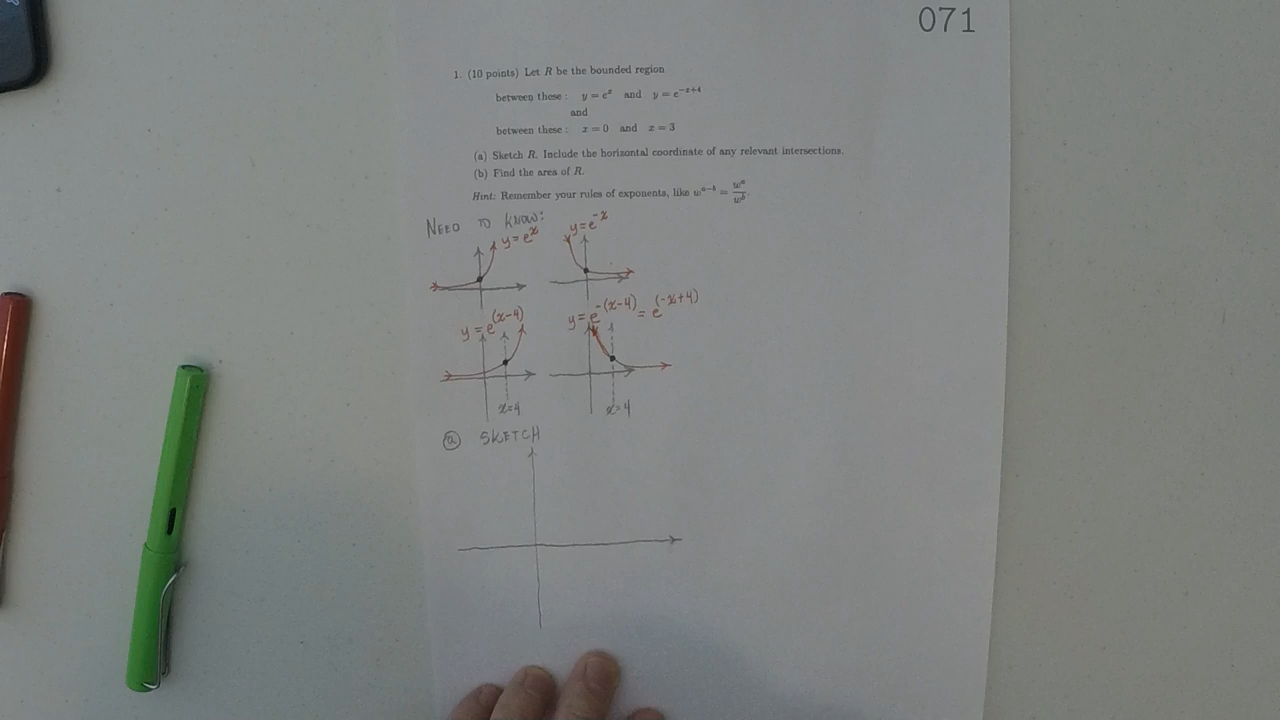 071
1. (10 points) Let R be the bounded region
between these : y = e^x and y = e^{-x+4}
and
between these : x = 0 and x = 3
(a) Sketch R. Include the horizontal coordinate of any relevant intersections.
(b) Find the area of R.
Hint: Remember your rules of exponents, like w^{a-b} = \frac{w^a}{w^b}.
NEED TO KNOW:
y = e^x
y = e^{-x}
y = e^{(x-4)}
y = e^{-(x-4)} = e^{(-x+4)}
x=4
x=4
ⓐ SKETCH